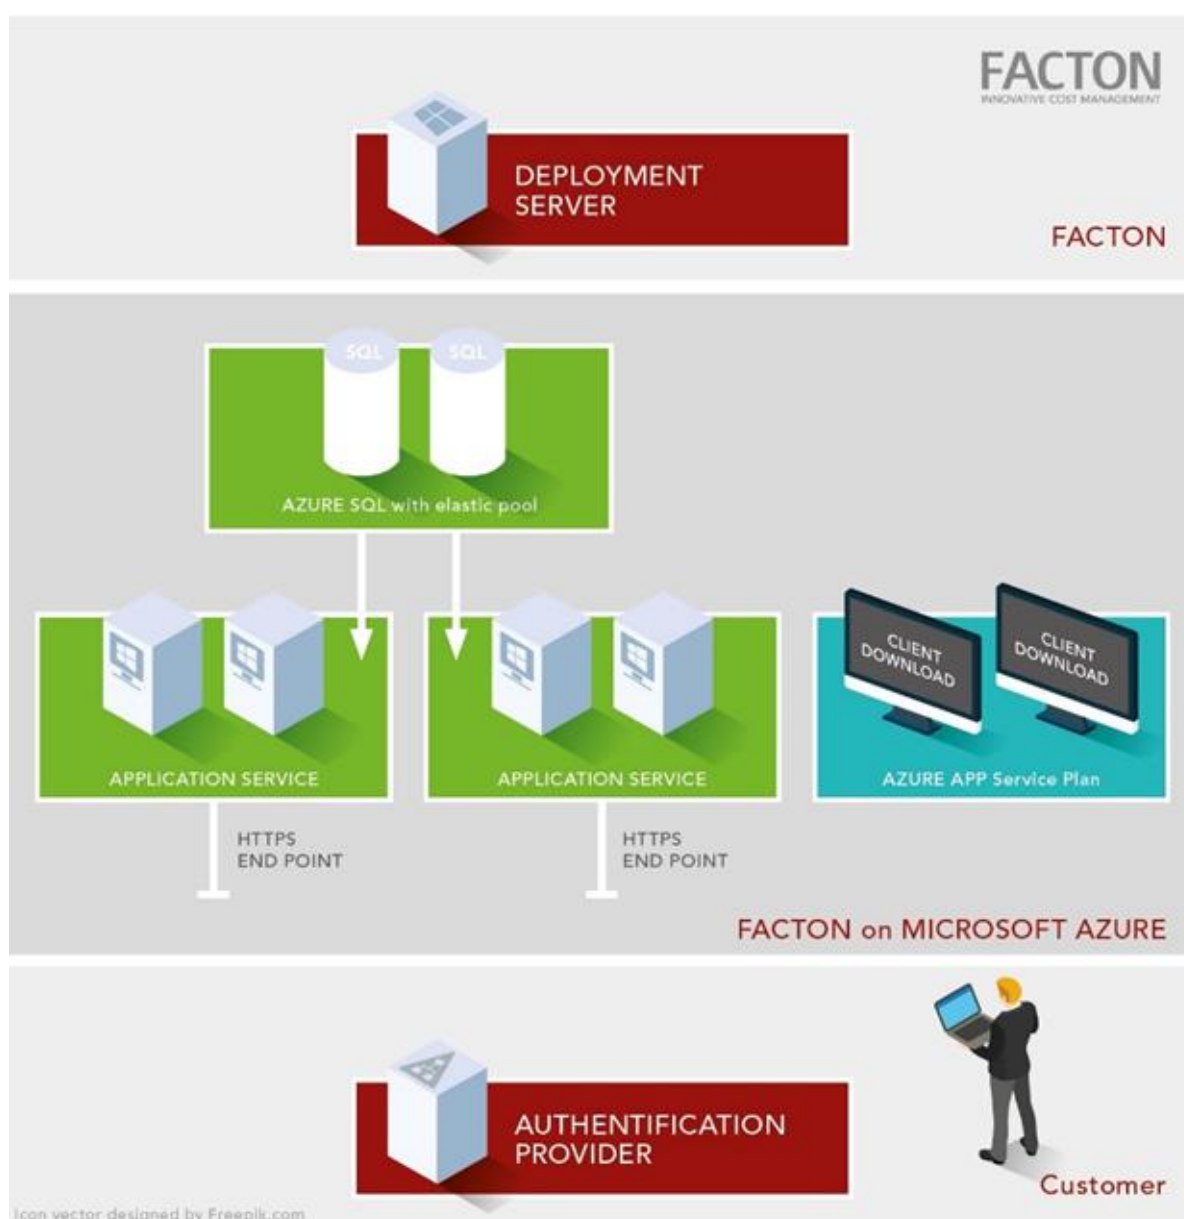 FACTON
INNOVATIVE COST MANAGEMENT
DEPLOYMENT
SERVER
FACTON
SQL SQL
AZURE SQL with elastic pool
CLIENT
DOWNLOAD
CLIENT
DOWNLOAD
APPLICATION SERVICE
APPLICATION SERVICE
AZURE APP Service Plan
HTTPS
END POINT
HTTPS
END POINT
FACTON on MICROSOFT AZURE
AUTHENTIFICATION
PROVIDER
Customer
Icon vector designed by Freepik.com